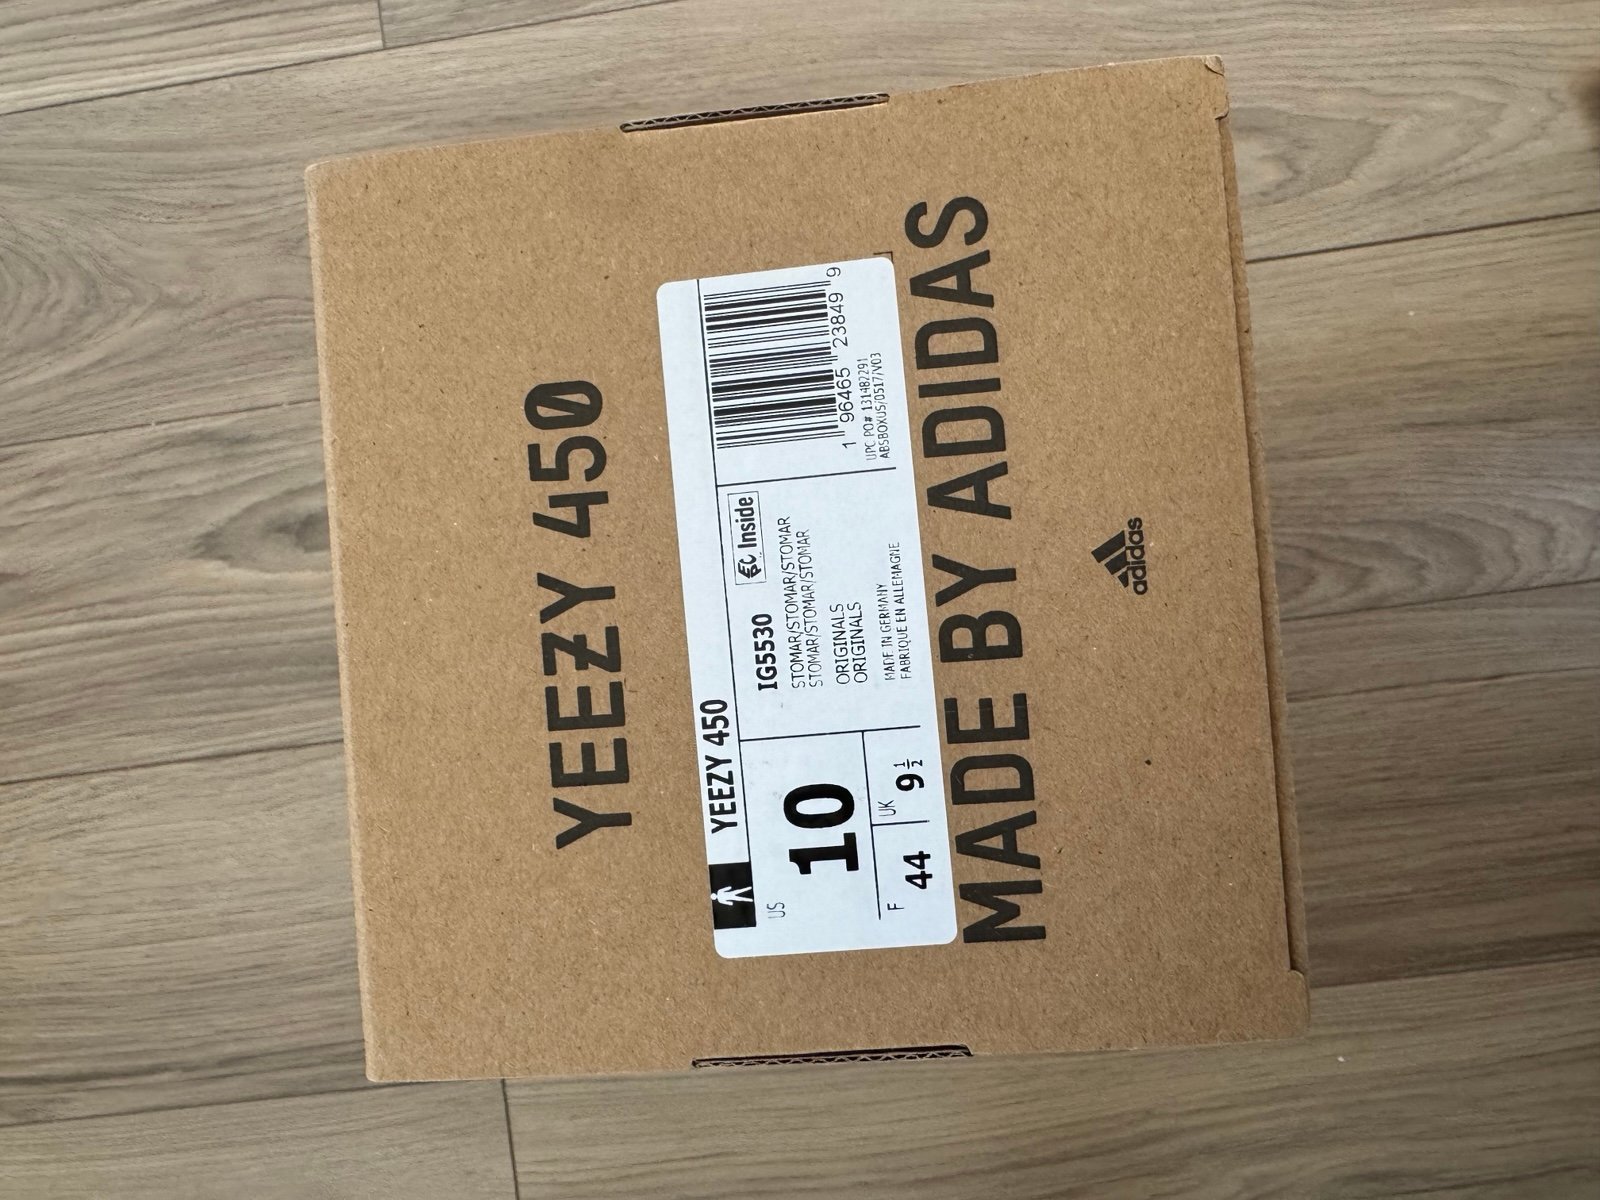 YEEZY 450
YEEZY 450
US
10
F
44
UK
9 1/2
IG5530
EC Inside
STOMAR/STOMAR/STOMAR
STOMAR/STOMAR/STOMAR
ORIGINALS
ORIGINALS
MADE IN GERMANY
FABRIQUE EN ALLEMAGNE
1 96465 23849 9
UPC PO# 131482291
ABSBOXUS/0517/V03
MADE BY ADIDAS
adidas